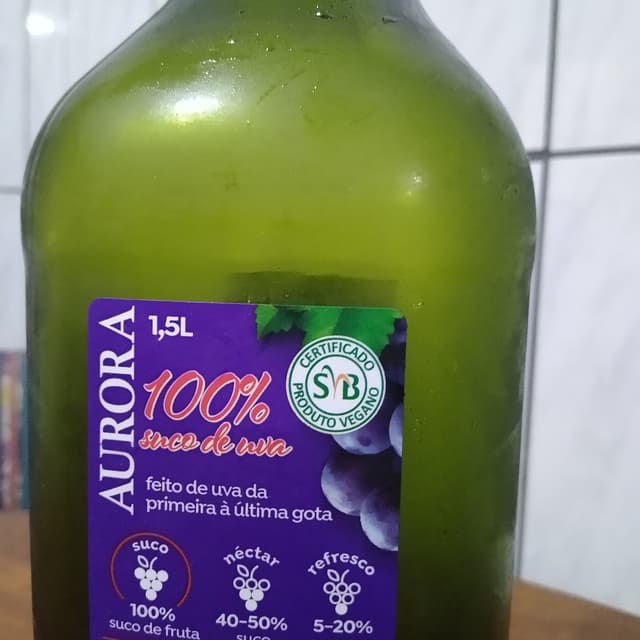 AURORA
1,5L
100%
suco de uva
feito de uva da
primeira à última gota
CERTIFICADO
SVB
PRODUTO VEGANO
suco
100%
suco de fruta
néctar
40-50%
suco
refresco
5-20%